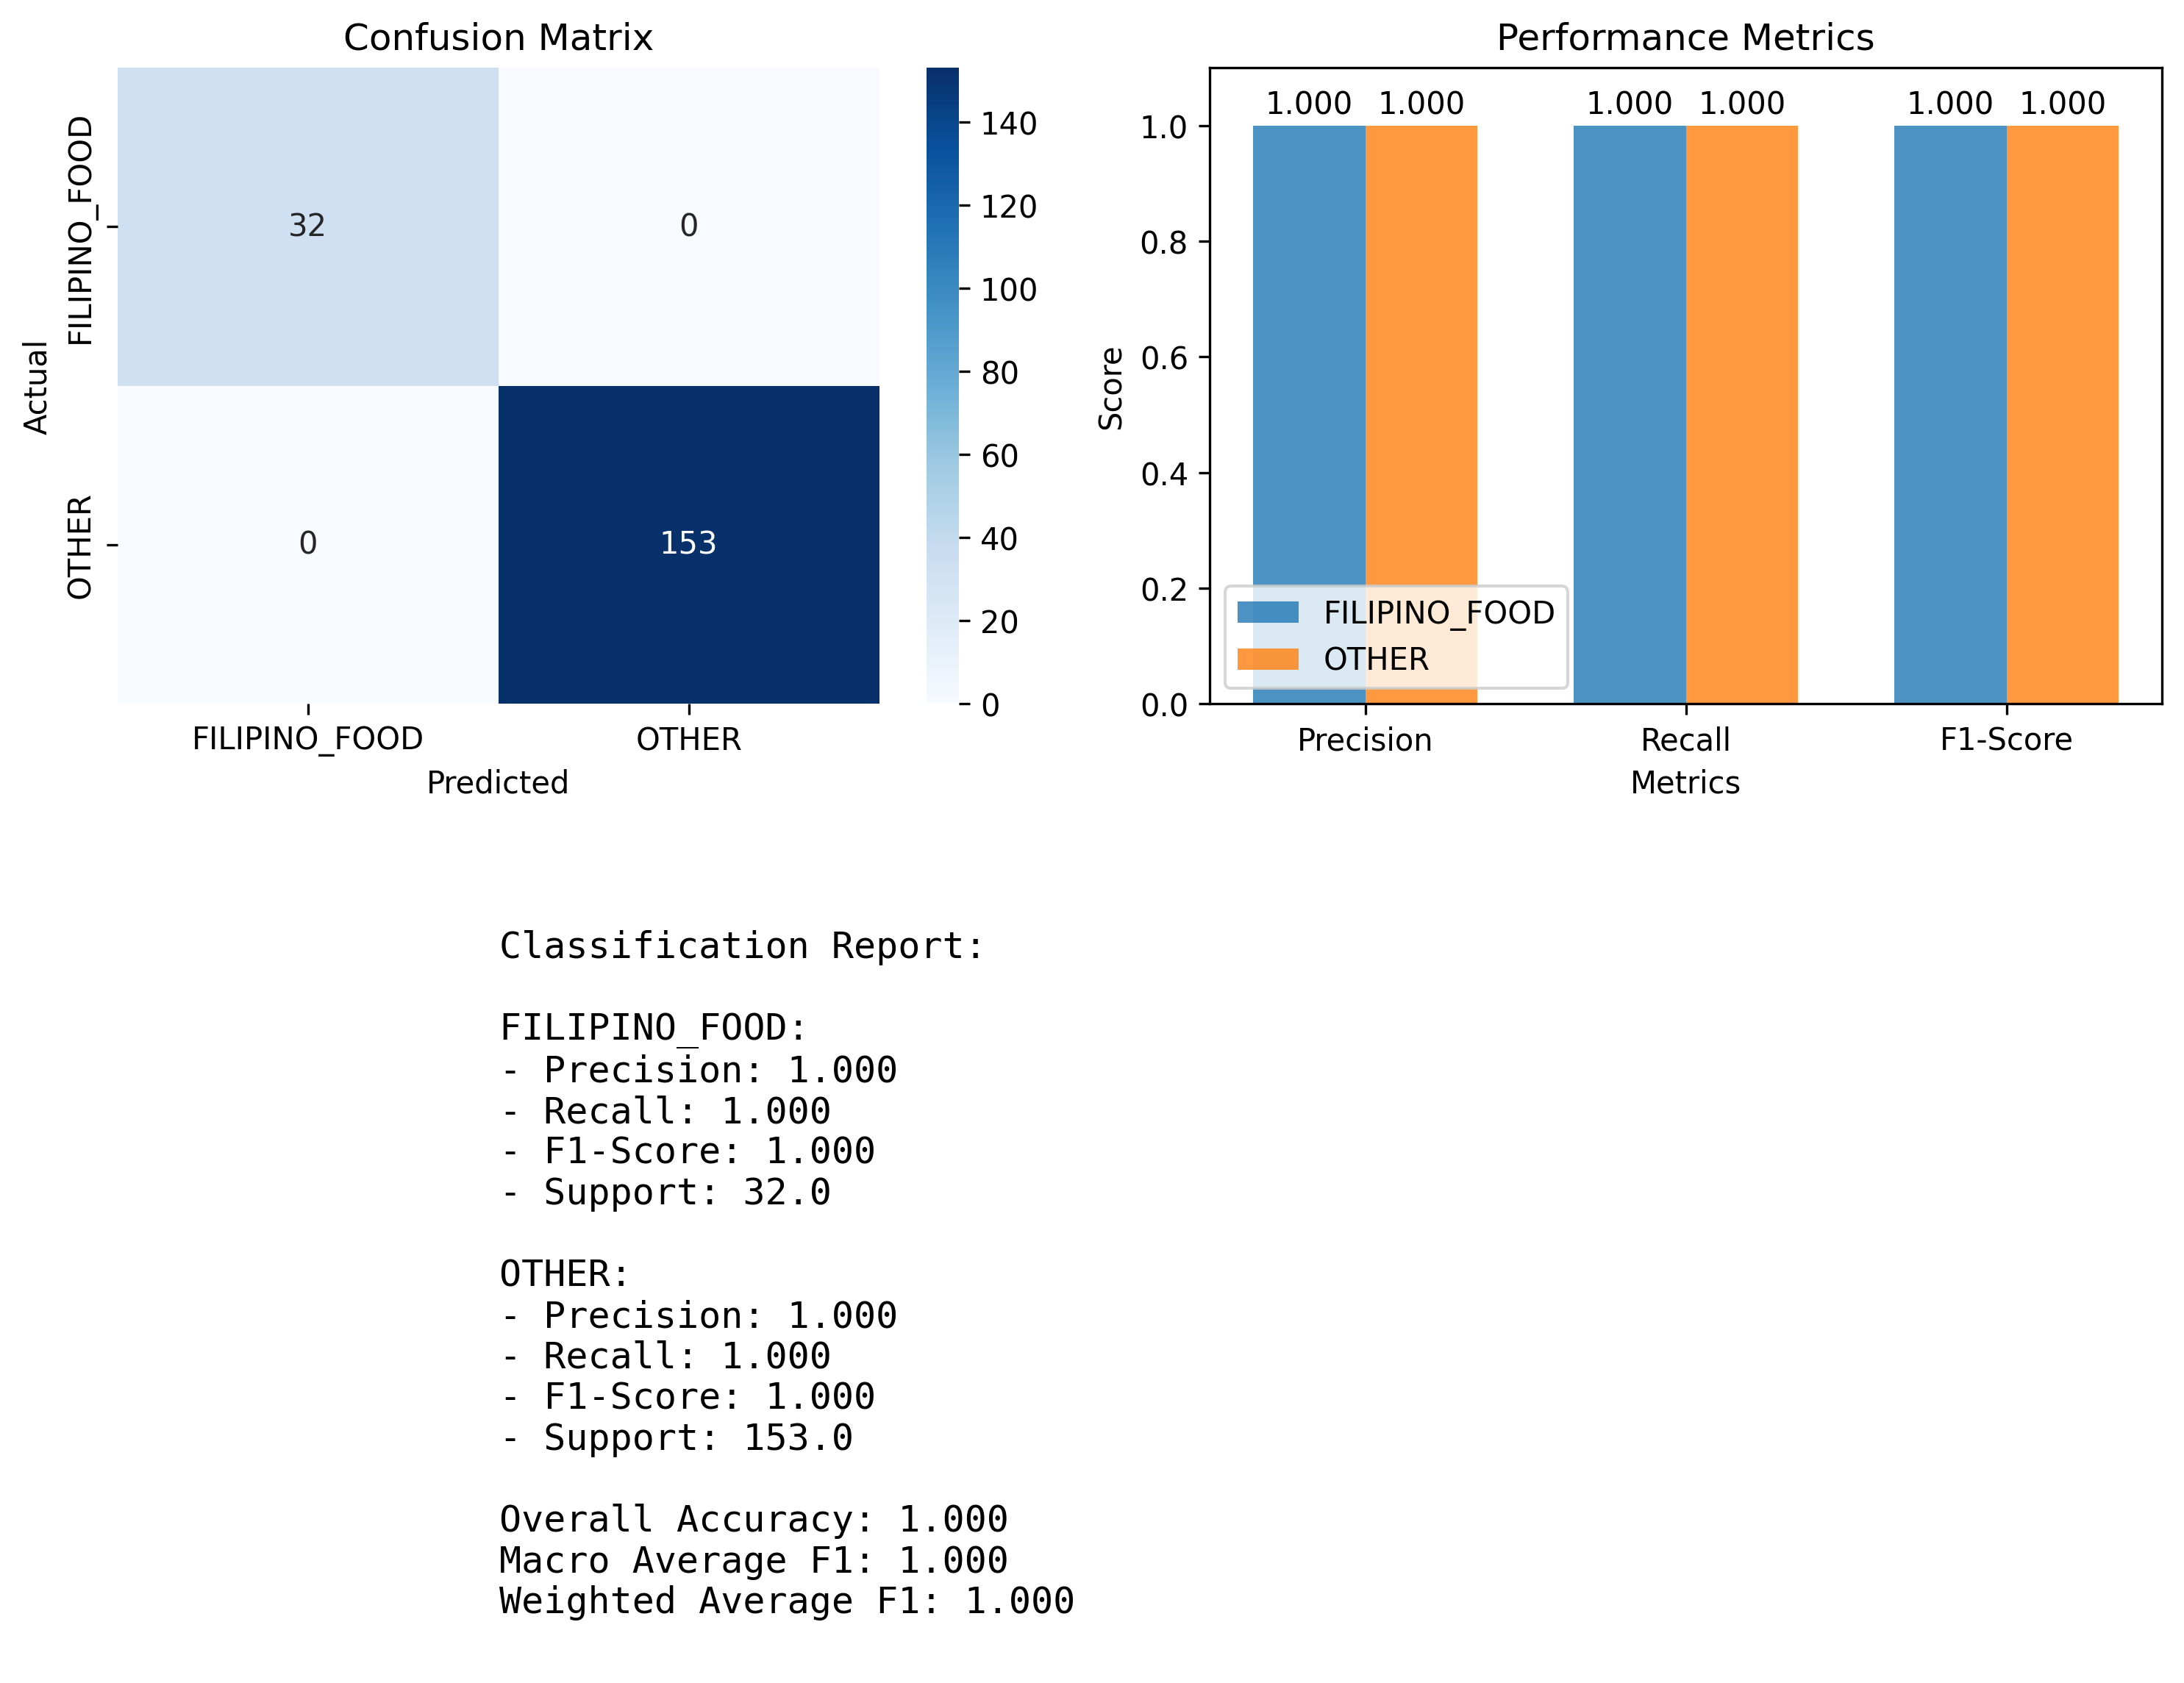 Confusion Matrix
Actual
FILIPINO_FOOD
OTHER
32
0
0
153
FILIPINO_FOOD
OTHER
Predicted
140
120
100
80
60
40
20
0
Performance Metrics
Score
1.0
0.8
0.6
0.4
0.2
0.0
1.000 1.000 1.000 1.000 1.000 1.000
FILIPINO_FOOD
OTHER
Precision Recall F1-Score
Metrics
Classification Report:
FILIPINO_FOOD:
- Precision: 1.000
- Recall: 1.000
- F1-Score: 1.000
- Support: 32.0
OTHER:
- Precision: 1.000
- Recall: 1.000
- F1-Score: 1.000
- Support: 153.0
Overall Accuracy: 1.000
Macro Average F1: 1.000
Weighted Average F1: 1.000